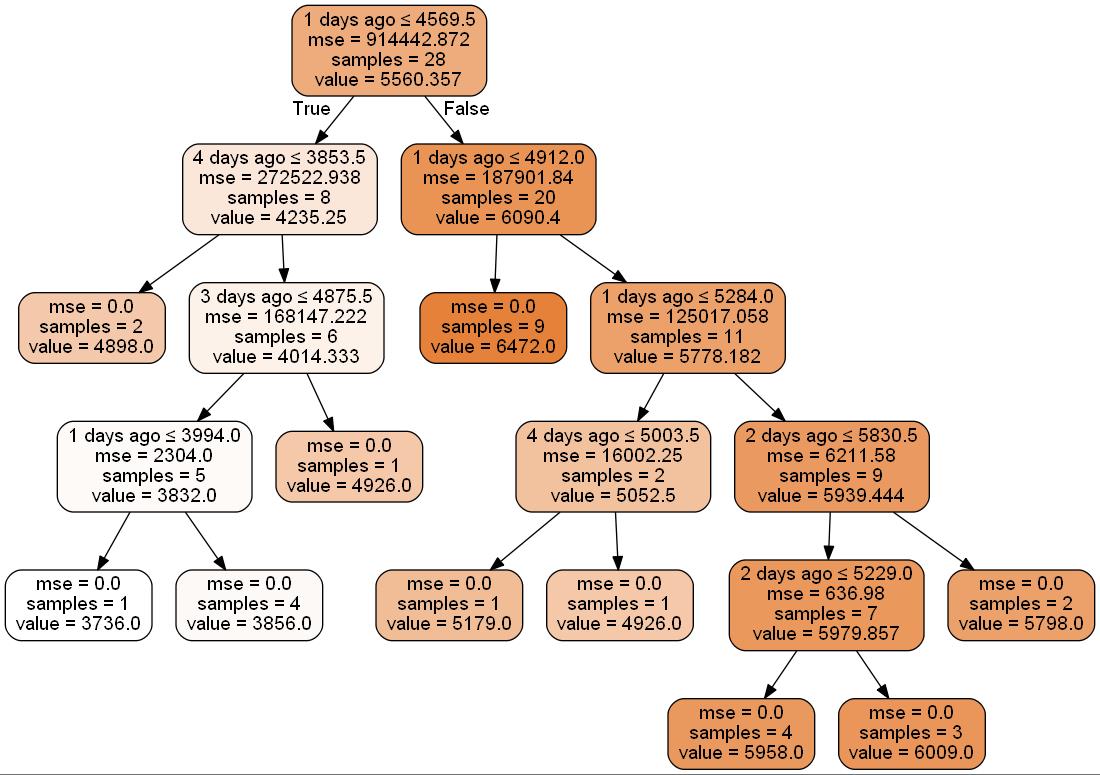 1 days ago ≤ 4569.5
mse = 914442.872
samples = 28
value = 5560.357
True
False
4 days ago ≤ 3853.5
mse = 272522.938
samples = 8
value = 4235.25
1 days ago ≤ 4912.0
mse = 187901.84
samples = 20
value = 6090.4
mse = 0.0
samples = 2
value = 4898.0
3 days ago ≤ 4875.5
mse = 168147.222
samples = 6
value = 4014.333
mse = 0.0
samples = 9
value = 6472.0
1 days ago ≤ 5284.0
mse = 125017.058
samples = 11
value = 5778.182
1 days ago ≤ 3994.0
mse = 2304.0
samples = 5
value = 3832.0
mse = 0.0
samples = 1
value = 4926.0
4 days ago ≤ 5003.5
mse = 16002.25
samples = 2
value = 5052.5
2 days ago ≤ 5830.5
mse = 6211.58
samples = 9
value = 5939.444
mse = 0.0
samples = 1
value = 3736.0
mse = 0.0
samples = 4
value = 3856.0
mse = 0.0
samples = 1
value = 5179.0
mse = 0.0
samples = 1
value = 4926.0
2 days ago ≤ 5229.0
mse = 636.98
samples = 7
value = 5979.857
mse = 0.0
samples = 2
value = 5798.0
mse = 0.0
samples = 4
value = 5958.0
mse = 0.0
samples = 3
value = 6009.0